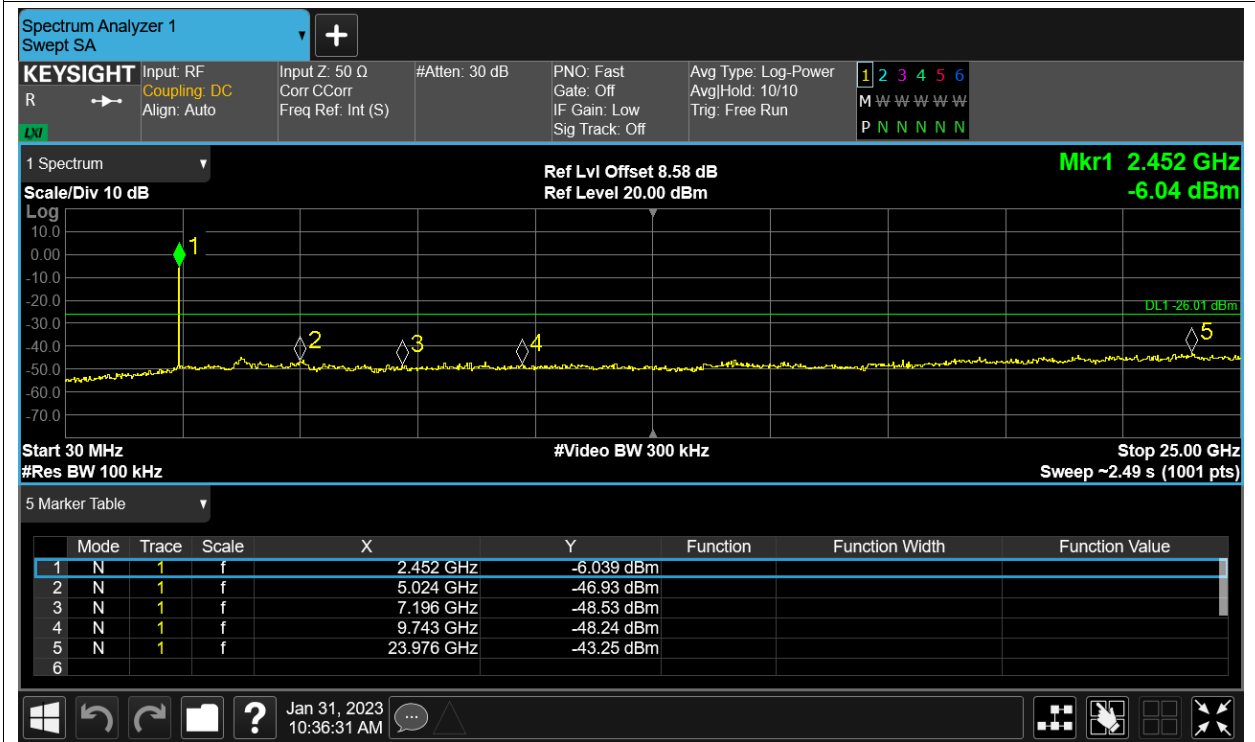 Spectrum Analyzer 1
Swept SA
+
KEYSIGHT
R
LXI
Input: RF
Coupling: DC
Align: Auto
Input Z: 50 Ω
Corr CCorr
Freq Ref: Int (S)
#Atten: 30 dB
PNO: Fast
Gate: Off
IF Gain: Low
Sig Track: Off
Avg Type: Log-Power
Avg|Hold: 10/10
Trig: Free Run
1 2 3 4 5 6
M W W W W W
P N N N N N
1 Spectrum
Scale/Div 10 dB
Ref Lvl Offset 8.58 dB
Ref Level 20.00 dBm
Mkr1 2.452 GHz
-6.04 dBm
Log
10.0
0.00
-10.0
-20.0
-30.0
-40.0
-50.0
-60.0
-70.0
1
2
3
4
5
DL1 -26.01 dBm
Start 30 MHz
#Video BW 300 kHz
Stop 25.00 GHz
#Res BW 100 kHz
Sweep ~2.49 s (1001 pts)
5 Marker Table
Mode Trace Scale X Y Function Function Width Function Value
1 N 1 f 2.452 GHz -6.039 dBm
2 N 1 f 5.024 GHz -46.93 dBm
3 N 1 f 7.196 GHz -48.53 dBm
4 N 1 f 9.743 GHz -48.24 dBm
5 N 1 f 23.976 GHz -43.25 dBm
6
?
Jan 31, 2023
10:36:31 AM